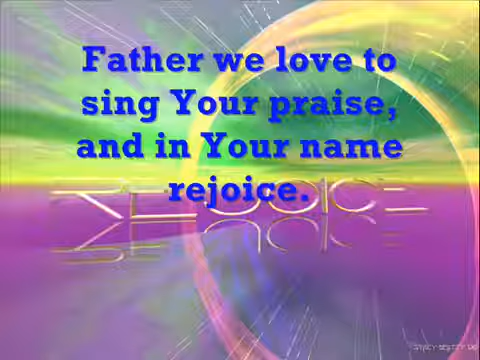 Father we love to
sing Your praise,
and in Your name
rejoice.
REJOICE